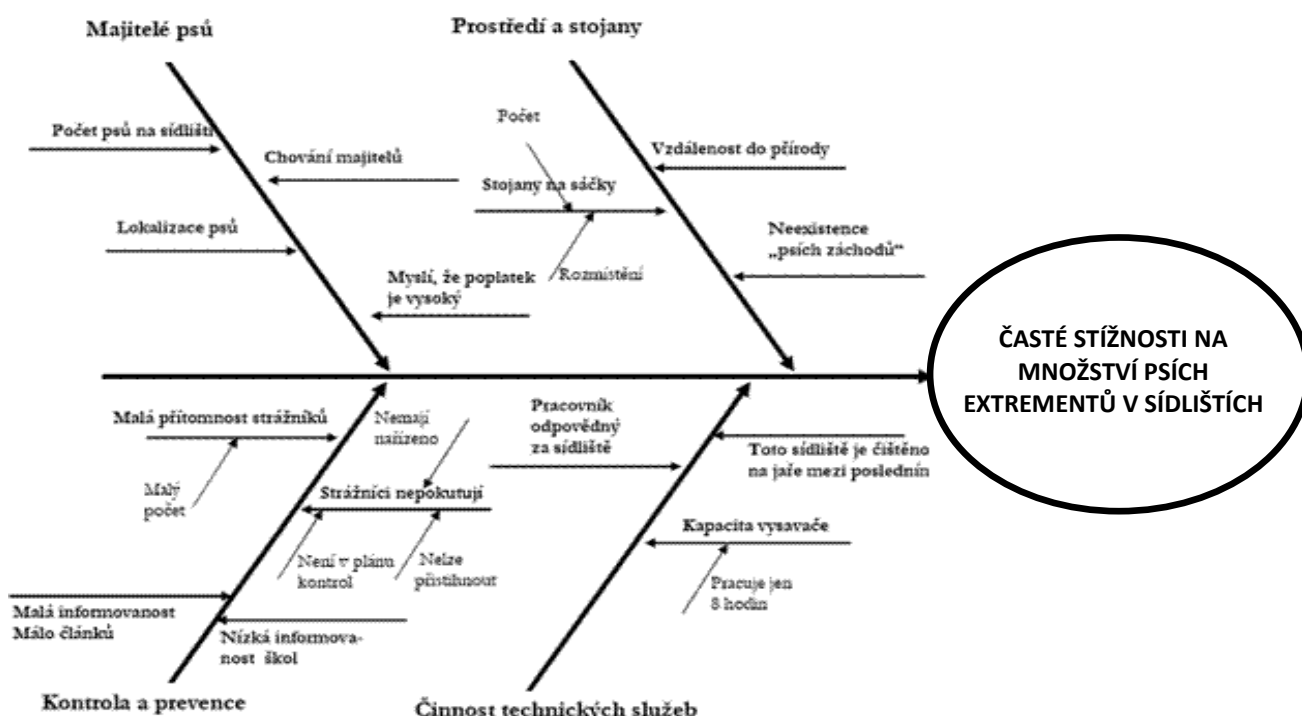 Majitelé psů
Prostředí a stojany
Počet psů na sídlišti
Chování majitelů
Lokalizace psů
Myslí, že poplatek
je vysoký
Počet
Stojany na sáčky
Rozmístění
Vzdálenost do přírody
Neexistence
„psích záchodů“
ČASTÉ STÍŽNOSTI NA
MNOŽSTVÍ PSÍCH
EXTREMENTŮ V SÍDLIŠTÍCH
Malá přítomnost strážníků
Malý
počet
Nemají
nařízeno
Strážníci nepokutují
Není v plánu
kontrol
Nelze
přistihnout
Malá informovanost
Málo článků
Nízká informova-
nost škol
Kontrola a prevence
Pracovník
odpovědný
za sídliště
Toto sídliště je čištěno
na jaře mezi posledním
Kapacita vysavače
Pracuje jen
8 hodin
Činnost technických služeb